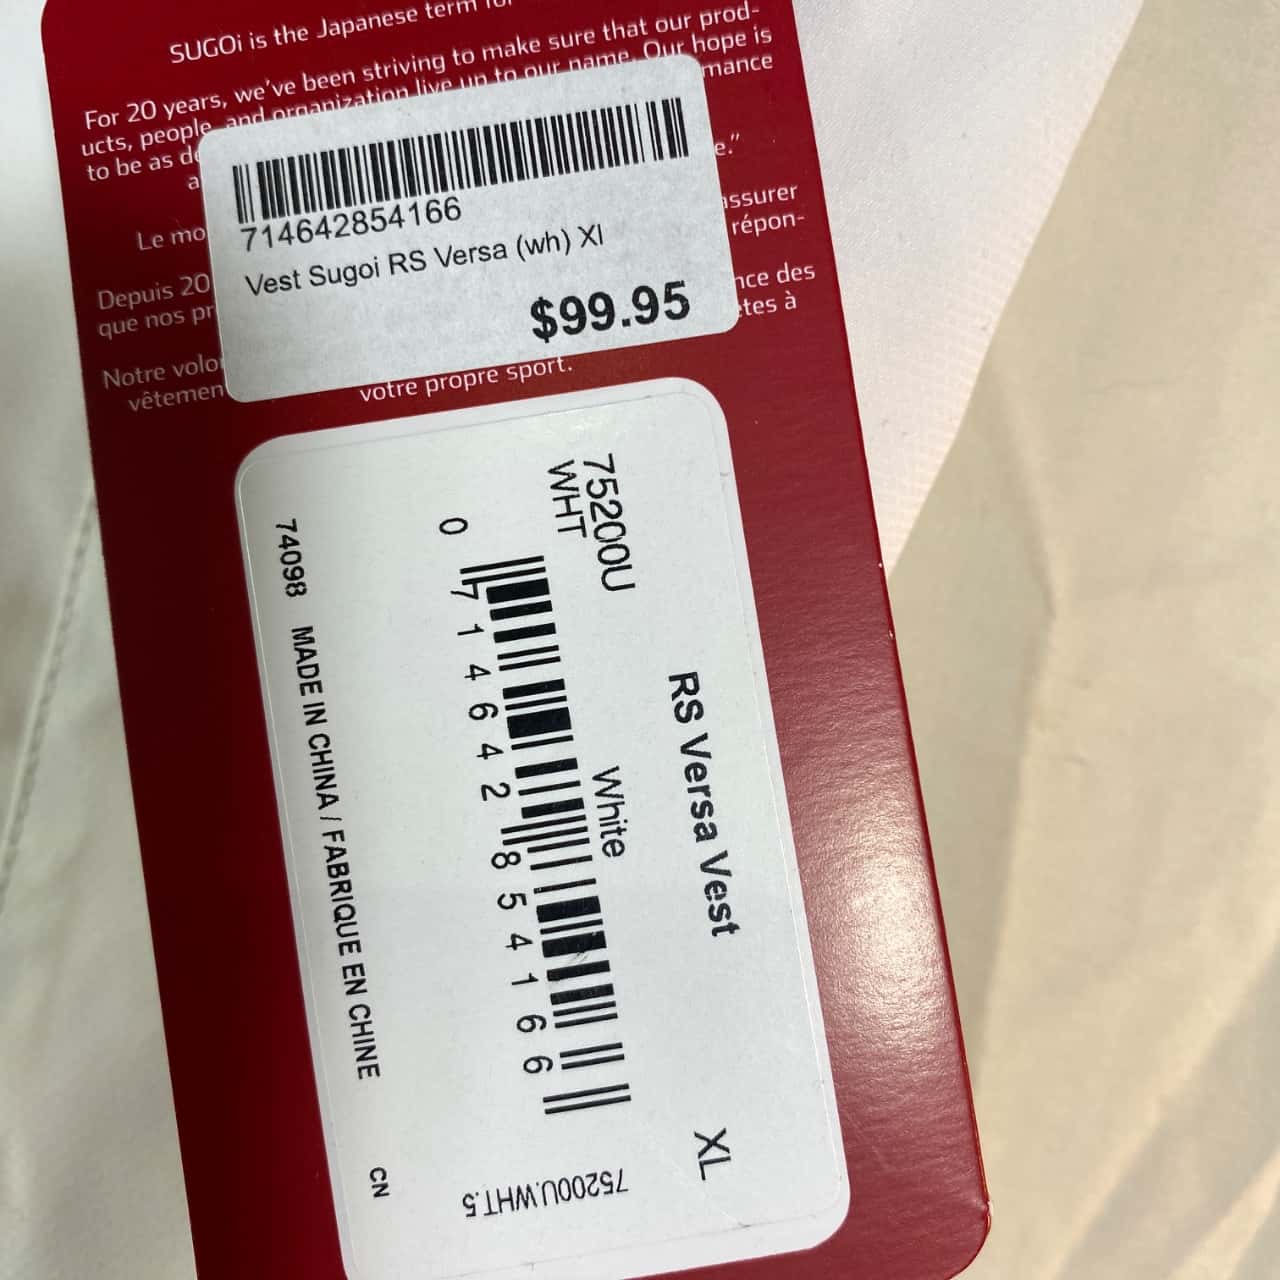 SUGOi is the Japanese term for
For 20 years, we've been striving to make sure that our prod-
ucts, people and organization live up to our name. Our hope is
to be as de mance
a e."
Le mo assurer
répon-
Depuis 20 nce des
que nos pr etes à
Notre volo
vêtemen votre propre sport.
714642854166
Vest Sugoi RS Versa (wh) Xl
$99.95
RS Versa Vest XL
75200U White
WHT
0 714642 854166
75200U.WHT.5
74098 MADE IN CHINA / FABRIQUE EN CHINE CN